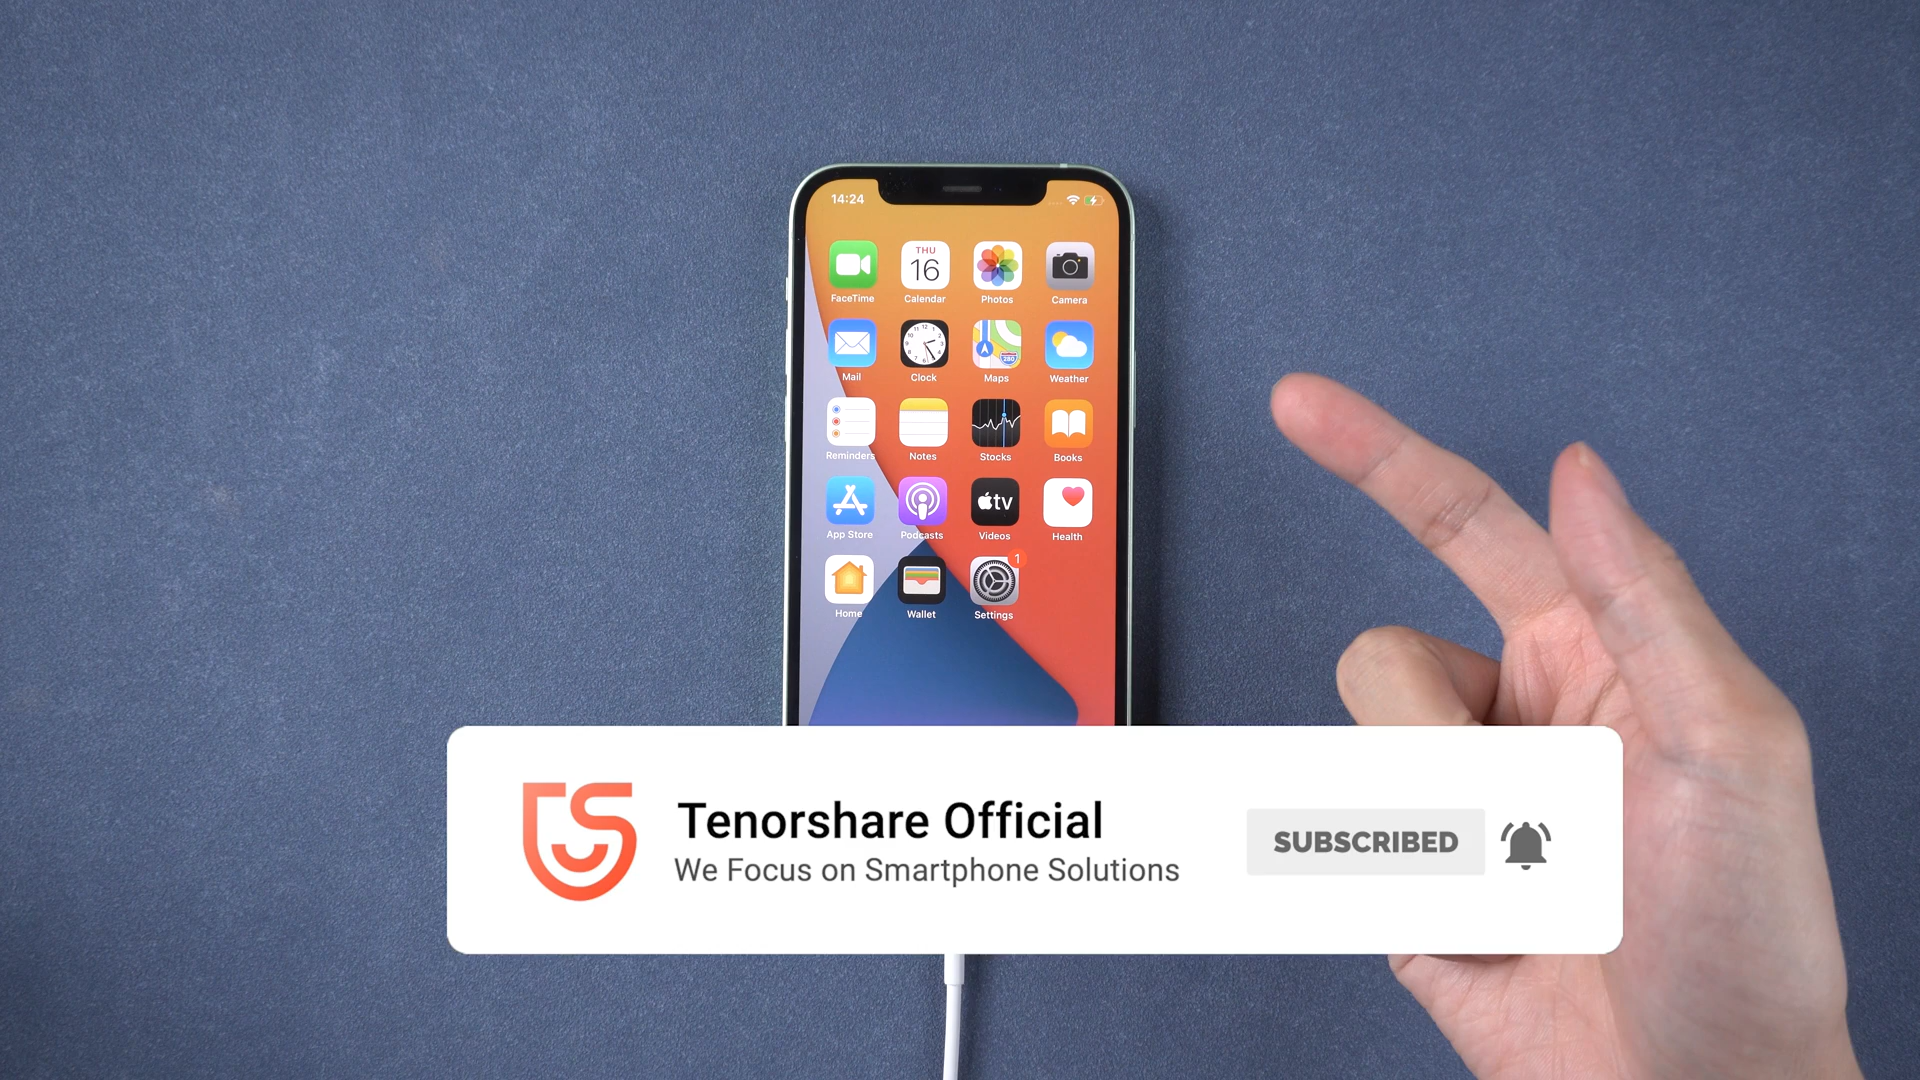 14:24
THU
16
FaceTime
Calendar
Photos
Camera
280
Mail
Clock
Maps
Weather
Reminders
Notes
Stocks
Books
tv
App Store
Podcasts
Videos
Health
1
Home
Wallet
Settings
Tenorshare Official
We Focus on Smartphone Solutions
SUBSCRIBED